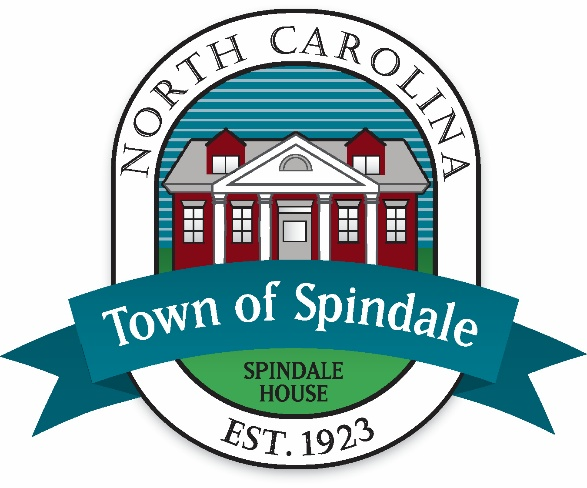 NORTH CAROLINA
Town of Spindale
SPINDALE
HOUSE
EST. 1923